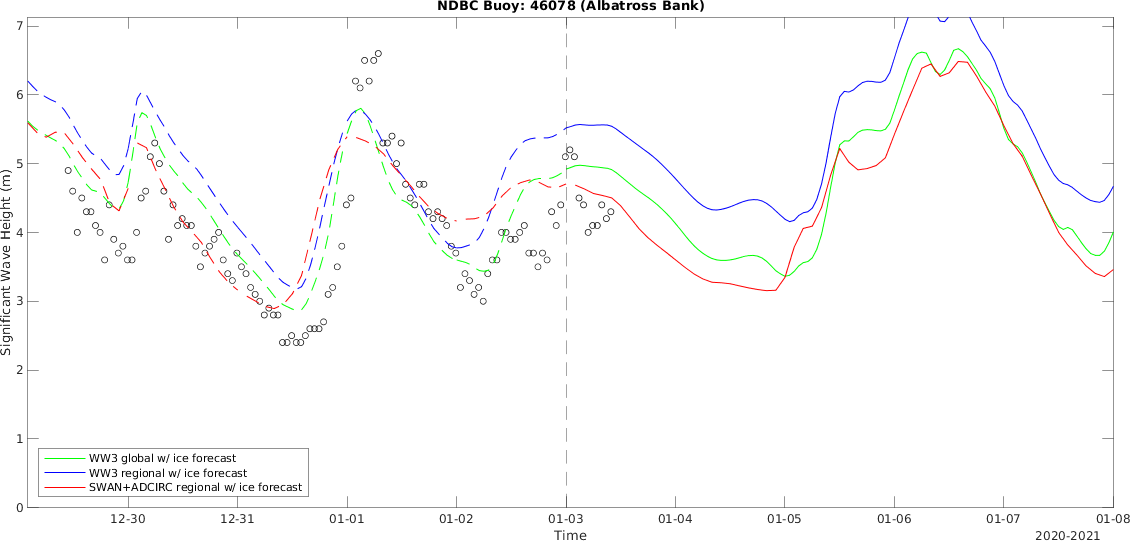 NDBC Buoy: 46078 (Albatross Bank)
7
6
5
4
3
2
1
0
Significant Wave Height (m)
WW3 global w/ ice forecast
WW3 regional w/ ice forecast
SWAN+ADCIRC regional w/ ice forecast
12-30 12-31 01-01 01-02 01-03 01-04 01-05 01-06 01-07 01-08
Time
2020-2021